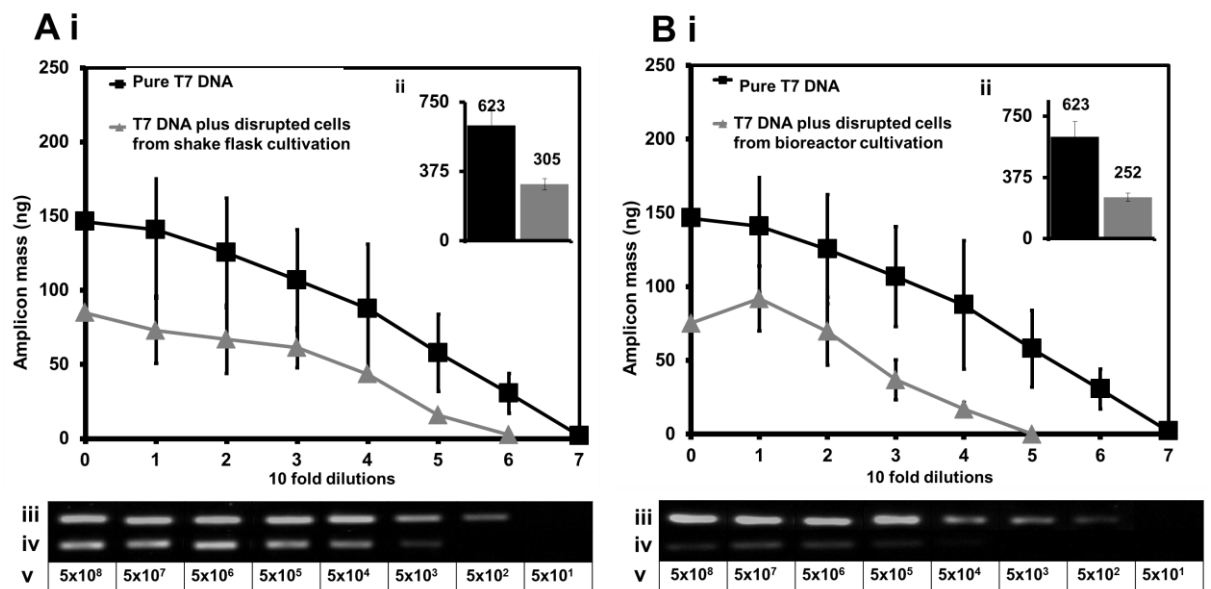 A i
250
200
150
100
50
0
Amplicon mass (ng)
Pure T7 DNA
T7 DNA plus disrupted cells
from shake flask cultivation
ii
750
375
0
623
305
0 1 2 3 4 5 6 7
10 fold dilutions
iii
iv
v 5x10⁸ 5x10⁷ 5x10⁶ 5x10⁵ 5x10⁴ 5x10³ 5x10² 5x10¹
B i
250
200
150
100
50
0
Amplicon mass (ng)
Pure T7 DNA
T7 DNA plus disrupted cells
from bioreactor cultivation
ii
750
375
0
623
252
0 1 2 3 4 5 6 7
10 fold dilutions
iii
iv
v 5x10⁸ 5x10⁷ 5x10⁶ 5x10⁵ 5x10⁴ 5x10³ 5x10² 5x10¹